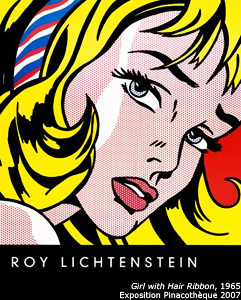 ROY LICHTENSTEIN
Girl with Hair Ribbon, 1965
Exposition Pinacothèque 2007